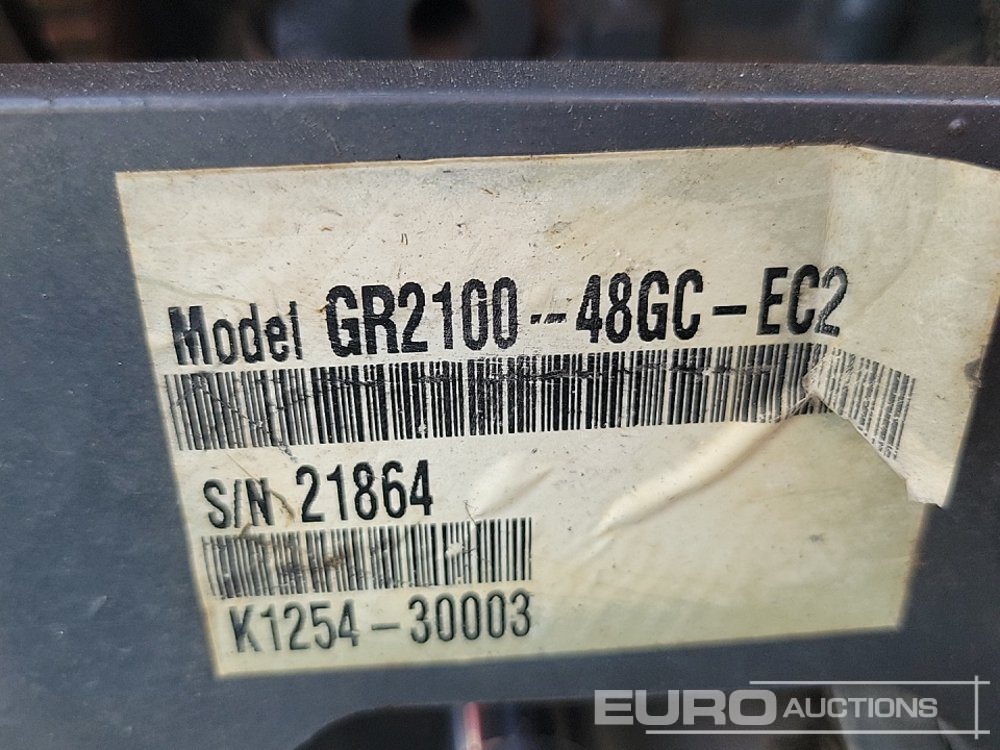 Model GR2100--48GC-EC2
S/N 21864
K1254-30003
EURO AUCTIONS